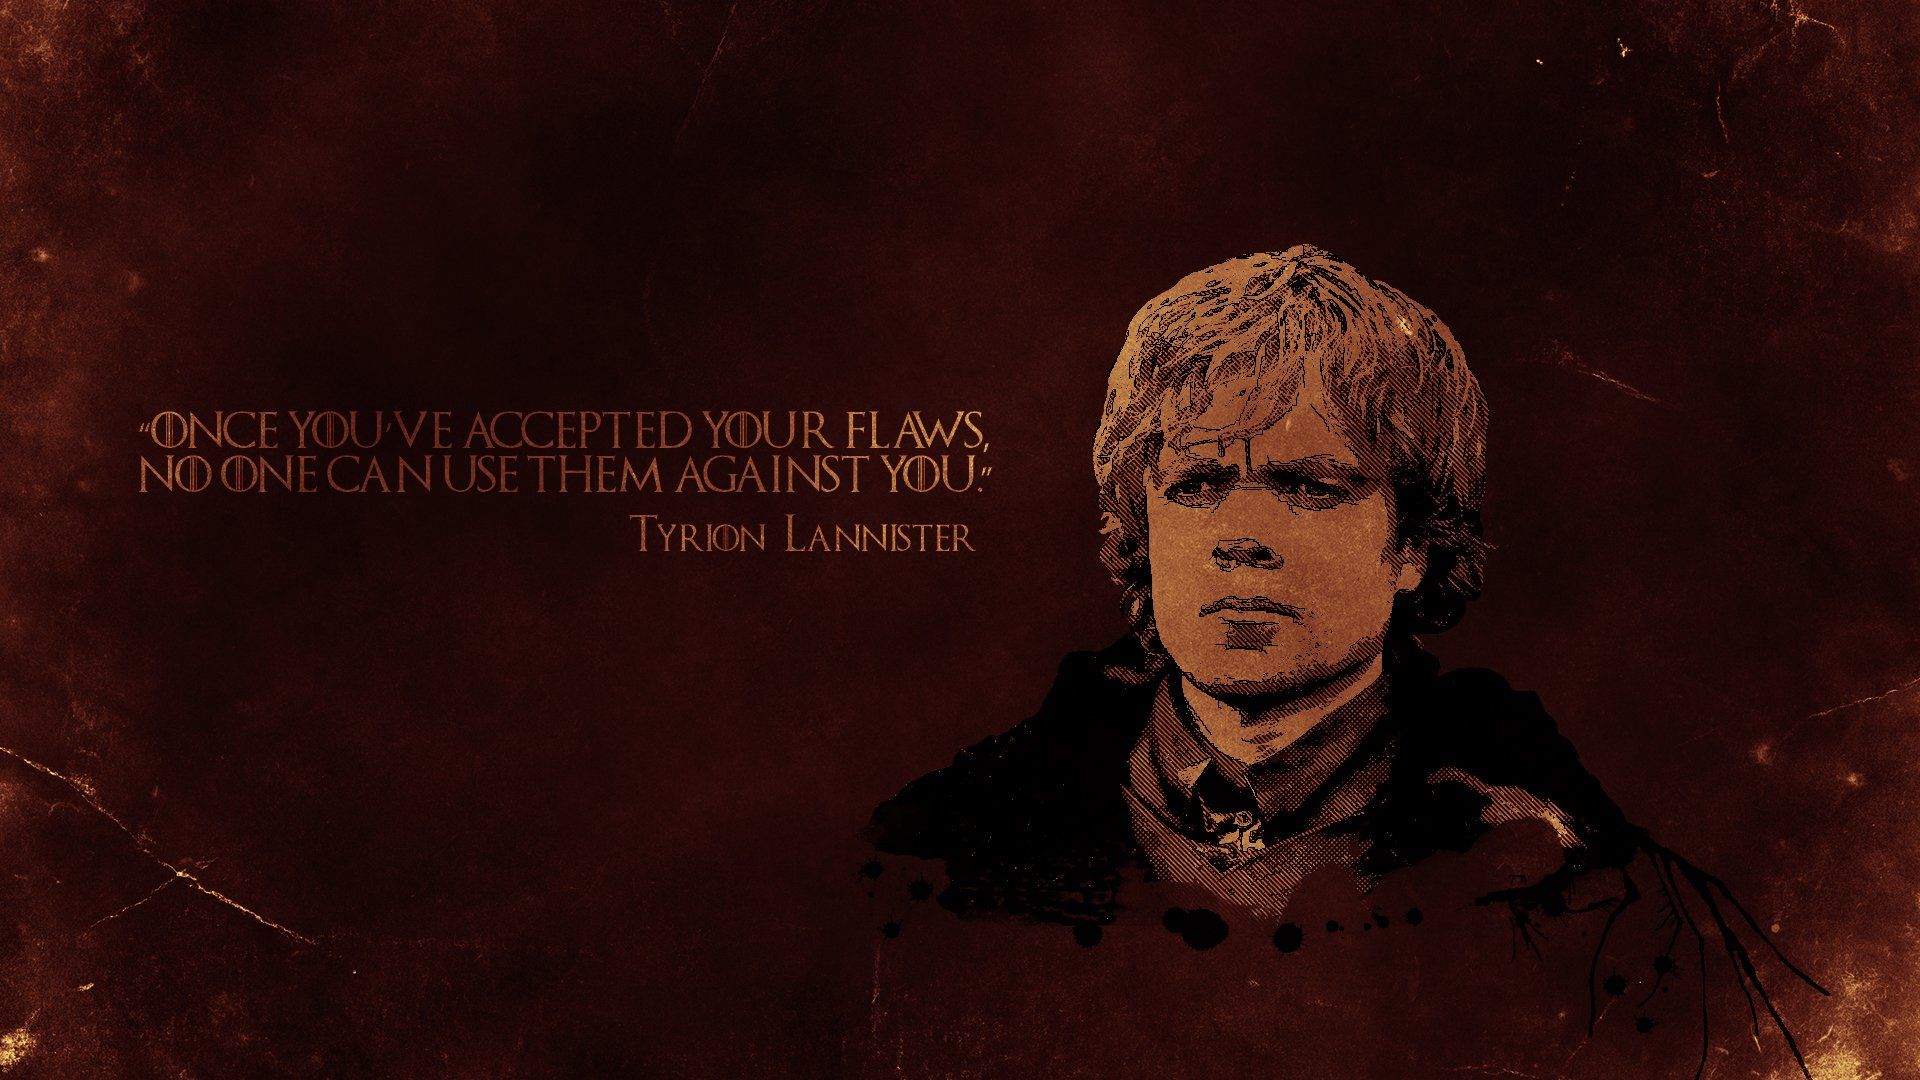 “ONCE YOU'VE ACCEPTED YOUR FLAWS,
NO ONE CAN USE THEM AGAINST YOU.”
TYRION LANNISTER